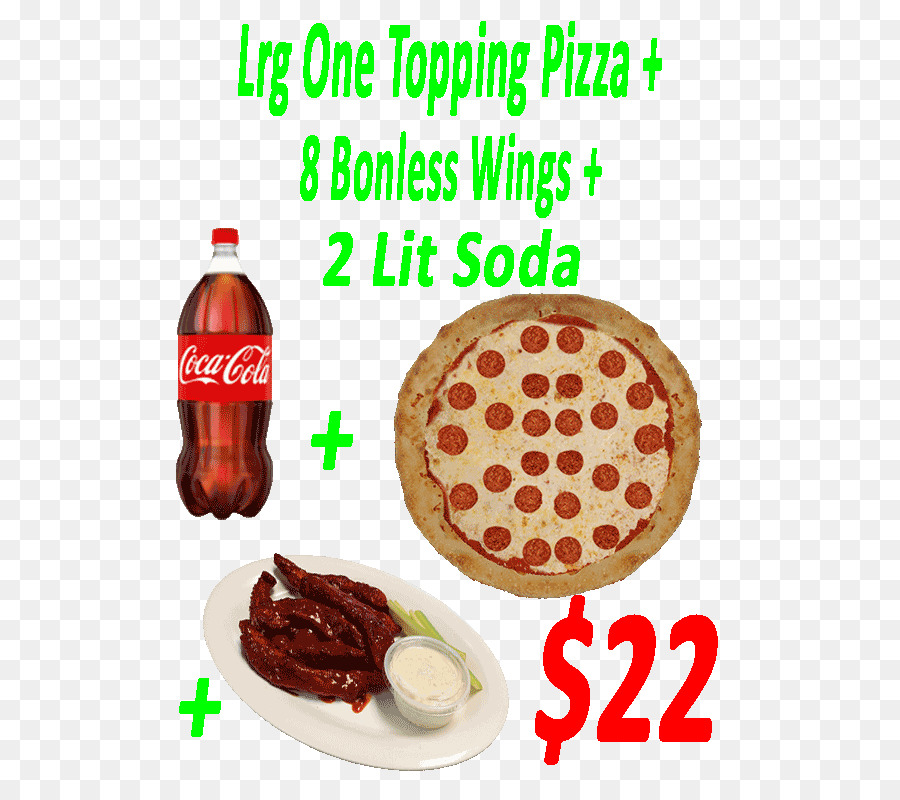 Lrg One Topping Pizza +
8 Bonless Wings +
2 Lit Soda
Coca-Cola
+
+
$22